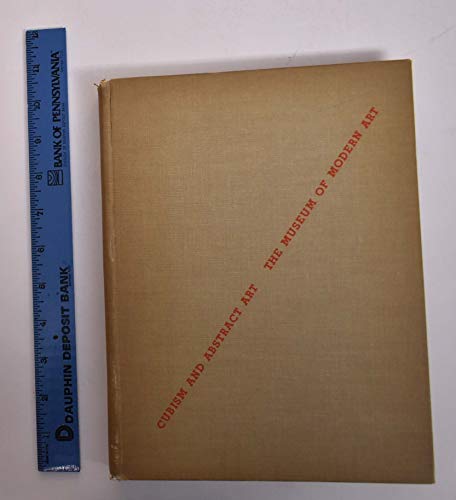 CUBISM AND ABSTRACT ART THE MUSEUM OF MODERN ART
DAUPHIN DEPOSIT BANK
BANK OF PENNSYLVANIA